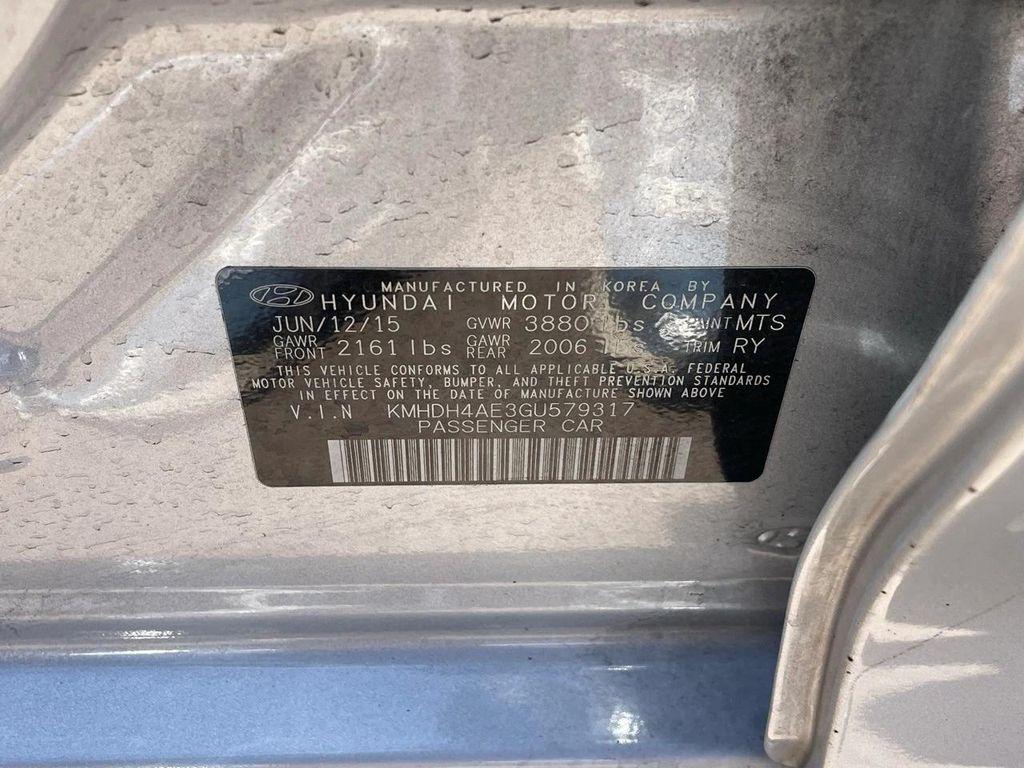 MANUFACTURED IN KOREA BY
HYUNDAI MOTOR COMPANY
JUN/12/15 GVWR 3880 lbs MTS
GAWR FRONT 2161 lbs GAWR REAR 2006 lbs TRIM RY
THIS VEHICLE CONFORMS TO ALL APPLICABLE U.S.A. FEDERAL
MOTOR VEHICLE SAFETY, BUMPER, AND THEFT PREVENTION STANDARDS
IN EFFECT ON THE DATE OF MANUFACTURE SHOWN ABOVE
V.I.N KMHDH4AE3GU579317
PASSENGER CAR